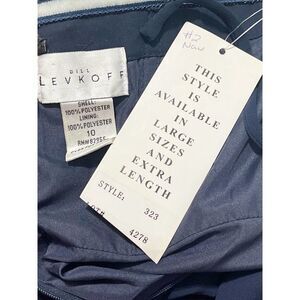 BILL
LEVKOFF
SHELL:
100%POLYESTER
LINING:
100%POLYESTER
10
#2
THIS
STYLE
IS
AVAILABLE
IN
LARGE
SIZES
AND
EXTRA
LENGTH
STYLE: 323
4278